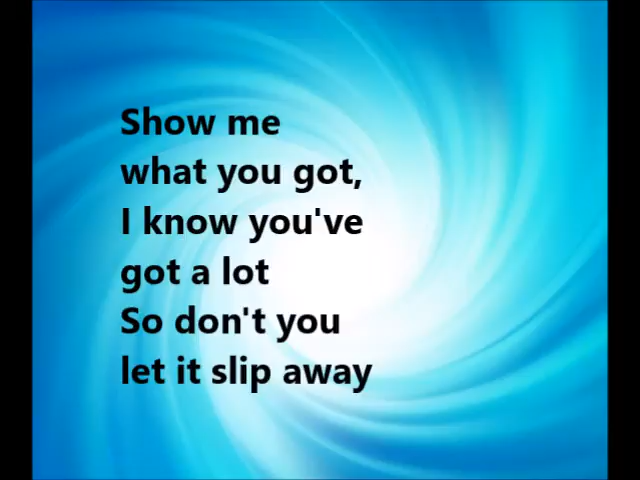 Show me
what you got,
I know you've
got a lot
So don't you
let it slip away